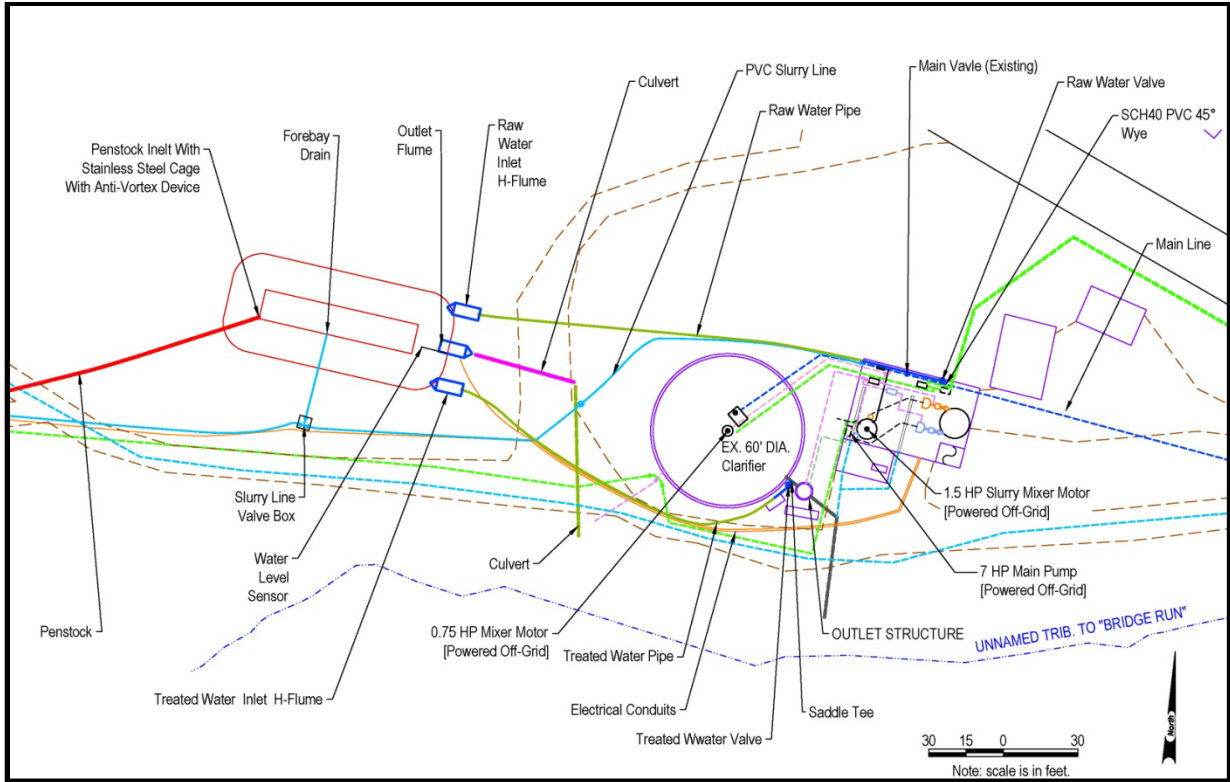 Culvert
PVC Slurry Line
Main Vavle (Existing)
Raw Water Valve
Raw Water Pipe
SCH40 PVC 45°
Wye
Penstock Inelt With
Stainless Steel Cage
With Anti-Vortex Device
Forebay
Drain
Outlet
Flume
Raw
Water
Inlet
H-Flume
Main Line
EX. 60' DIA.
Clarifier
Slurry Line
Valve Box
Water
Level
Sensor
Culvert
1.5 HP Slurry Mixer Motor
[Powered Off-Grid]
7 HP Main Pump
[Powered Off-Grid]
Penstock
0.75 HP Mixer Motor
[Powered Off-Grid]
Treated Water Pipe
OUTLET STRUCTURE
UNNAMED TRIB. TO "BRIDGE RUN"
Treated Water Inlet H-Flume
Electrical Conduits
Saddle Tee
Treated Wwater Valve
North
30 15 0 30
Note: scale is in feet.